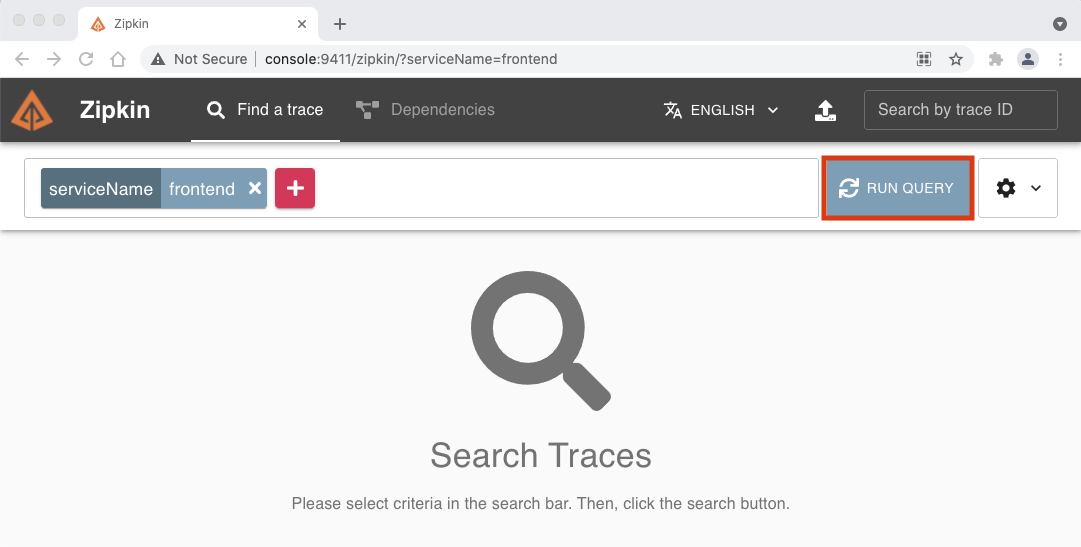 Zipkin
Not Secure console:9411/zipkin/?serviceName=frontend
Zipkin Find a trace Dependencies ENGLISH Search by trace ID
serviceName frontend RUN QUERY
Search Traces
Please select criteria in the search bar. Then, click the search button.